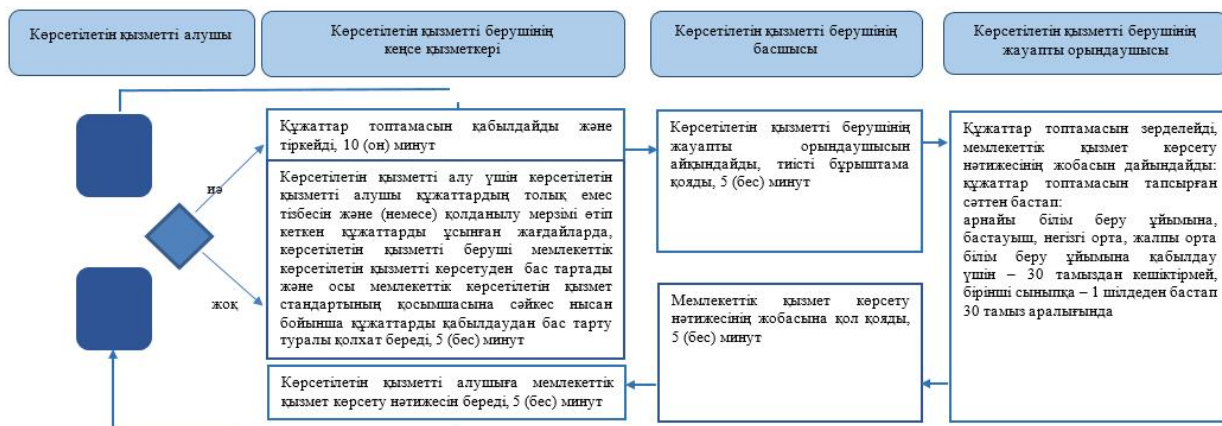 Көрсетілетін қызметті алушы
Көрсетілетін қызметті берушінің
кеңсе қызметкері
Көрсетілетін қызметті берушінің
басшысы
Көрсетілетін қызметті берушінің
жауапты орындаушысы
иә
жоқ
Құжаттар топтамасын қабылдайды және
тіркейді, 10 (он) минут
Көрсетілетін қызметті алу үшін көрсетілетін
қызметті алушы құжаттардың толық емес
тізбесін және (немесе) қолданылу мерзімі өтіп
кеткен құжаттарды ұсынған жағдайларда,
көрсетілетін қызметті беруші мемлекеттік
көрсетілетін қызметті көрсетуден бас тартады
және осы мемлекеттік көрсетілетін қызмет
стандартының қосымшасына сәйкес нысан
бойынша құжаттарды қабылдаудан бас тарту
туралы қолхат береді, 5 (бес) минут
Көрсетілетін қызметті алушыға мемлекеттік
қызмет көрсету нәтижесін береді, 5 (бес) минут
Көрсетілетін қызметті берушінің
жауапты орындаушысын
айқындайды, тиісті бұрыштама
қояды, 5 (бес) минут
Мемлекеттік қызмет көрсету
нәтижесінің жобасына қол қояды,
5 (бес) минут
Құжаттар топтамасын зерделейді,
мемлекеттік қызмет көрсету
нәтижесінің жобасын дайындайды:
құжаттар топтамасын тапсырған
сәттен бастап:
арнайы білім беру ұйымына,
бастауыш, негізгі орта, жалпы орта
білім беру ұйымына қабылдау
үшін – 30 тамыздан кешіктірмей,
бірінші сыныпқа – 1 шілдеден бастап
30 тамыз аралығында